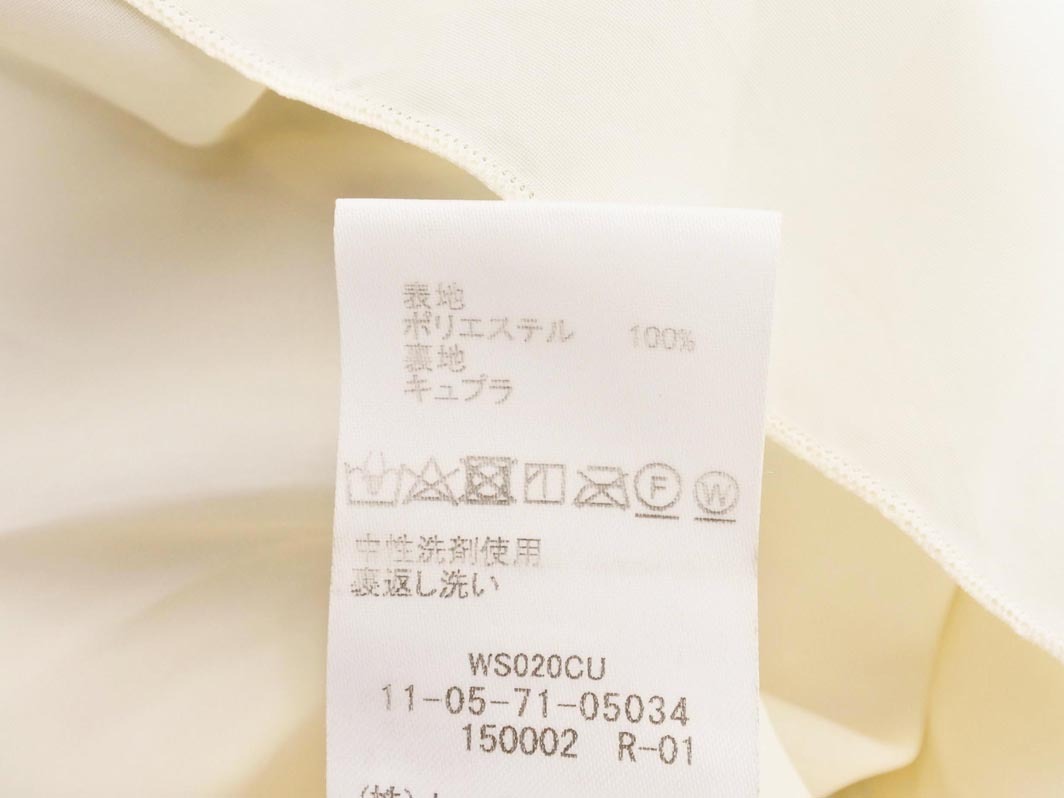 表地
ポリエステル 100%
裏地
キュプラ
F W
中性洗剤使用
裏返し洗い
WS020CU
11-05-71-05034
150002 R-01